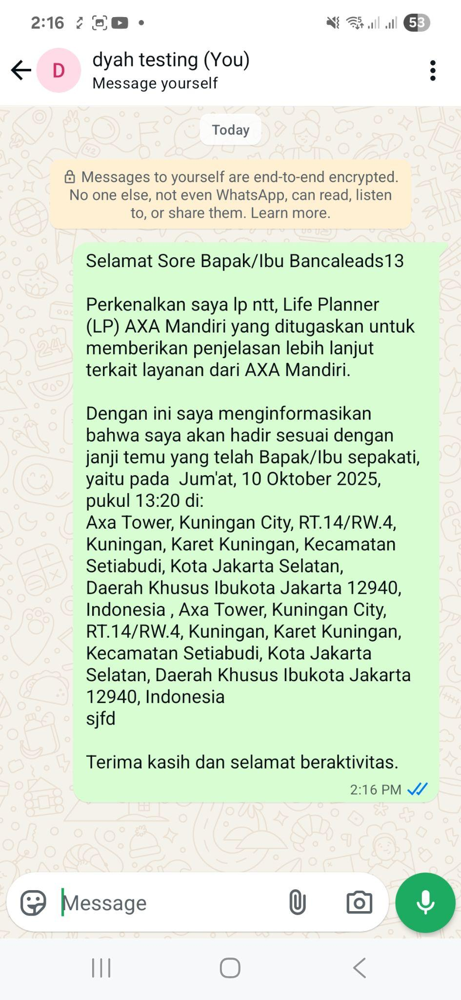 2:16
53
D
dyah testing (You)
Message yourself
Today
Messages to yourself are end-to-end encrypted.
No one else, not even WhatsApp, can read, listen
to, or share them. Learn more.
Selamat Sore Bapak/Ibu Bancaleads13
Perkenalkan saya lp ntt, Life Planner
(LP) AXA Mandiri yang ditugaskan untuk
memberikan penjelasan lebih lanjut
terkait layanan dari AXA Mandiri.
Dengan ini saya menginformasikan
bahwa saya akan hadir sesuai dengan
janji temu yang telah Bapak/Ibu sepakati,
yaitu pada  Jum'at, 10 Oktober 2025,
pukul 13:20 di:
Axa Tower, Kuningan City, RT.14/RW.4,
Kuningan, Karet Kuningan, Kecamatan
Setiabudi, Kota Jakarta Selatan,
Daerah Khusus Ibukota Jakarta 12940,
Indonesia , Axa Tower, Kuningan City,
RT.14/RW.4, Kuningan, Karet Kuningan,
Kecamatan Setiabudi, Kota Jakarta
Selatan, Daerah Khusus Ibukota Jakarta
12940, Indonesia
sjfd
Terima kasih dan selamat beraktivitas.
2:16 PM
Message